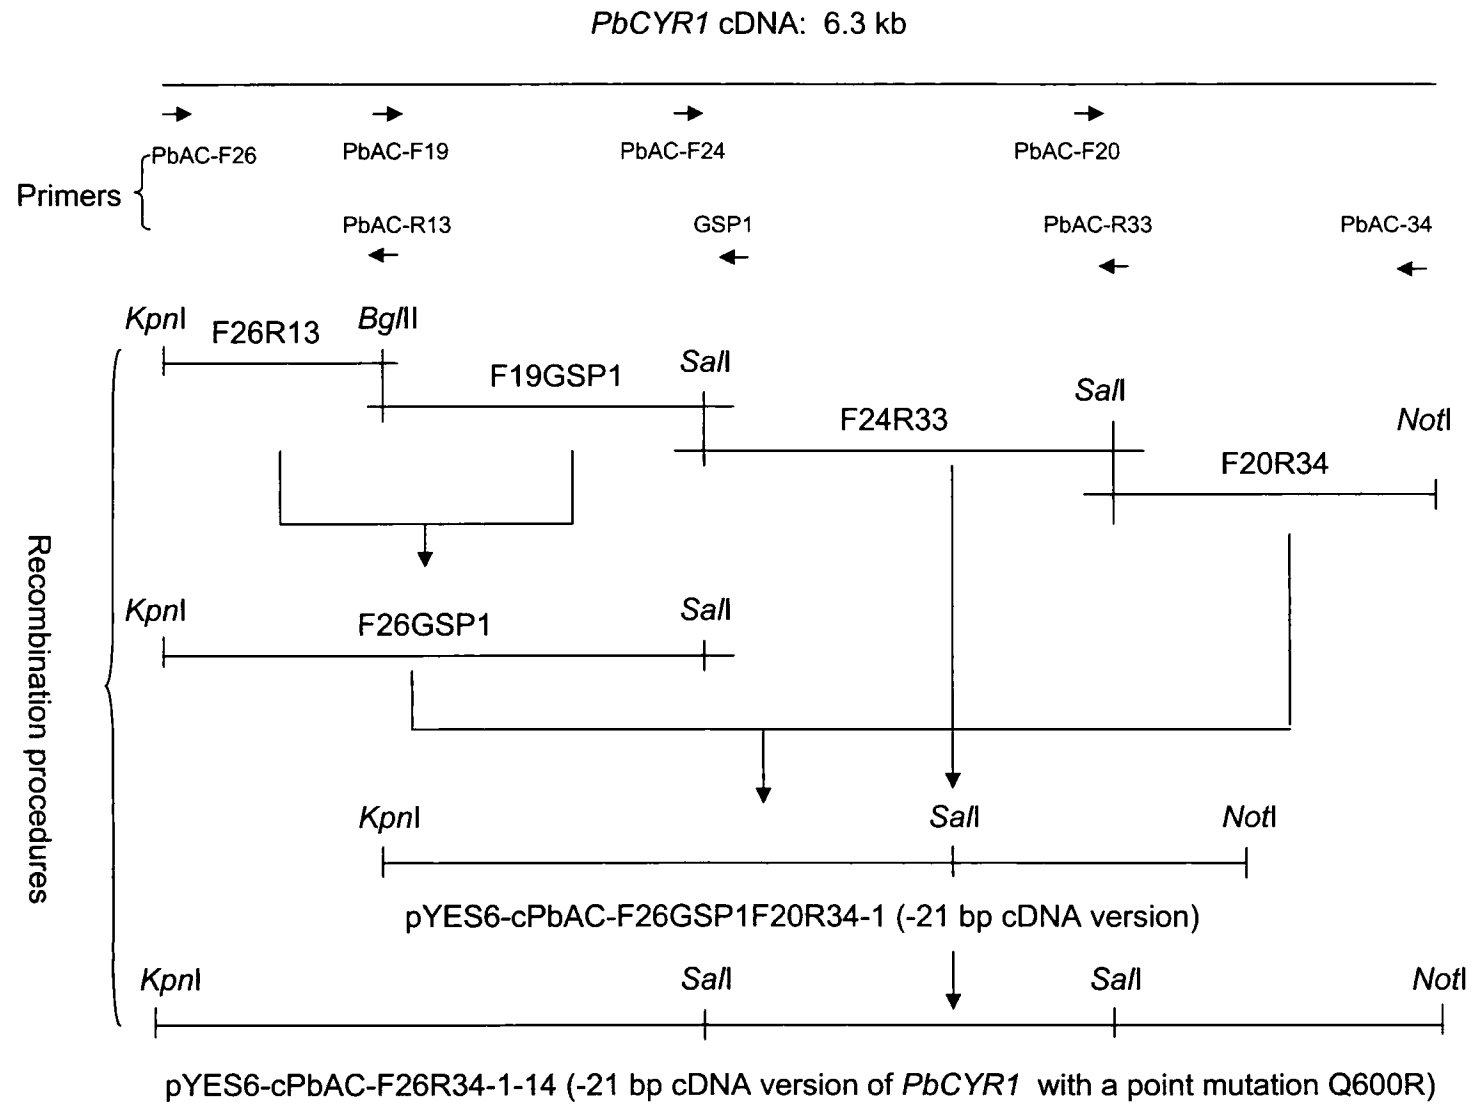 PbCYR1 cDNA: 6.3 kb
PbAC-F26 PbAC-F19 PbAC-F24 PbAC-F20
Primers
PbAC-R13 GSP1 PbAC-R33 PbAC-34
KpnI F26R13 BglII
F19GSP1 SalI
F24R33 SalI
F20R34 NotI
Recombination procedures
KpnI F26GSP1 SalI
KpnI SalI NotI
pYES6-cPbAC-F26GSP1F20R34-1 (-21 bp cDNA version)
KpnI SalI SalI NotI
pYES6-cPbAC-F26R34-1-14 (-21 bp cDNA version of PbCYR1 with a point mutation Q600R)